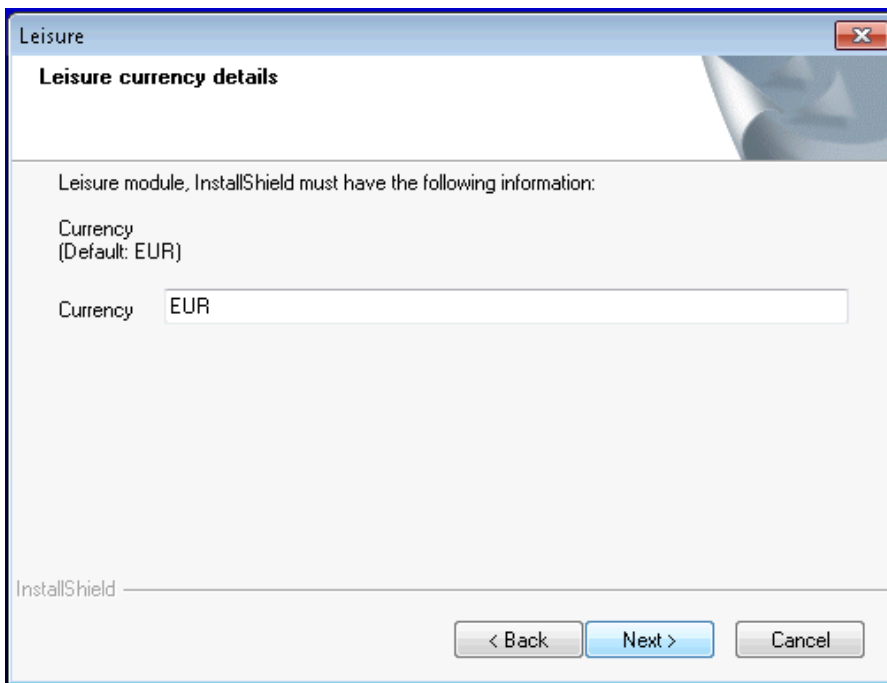 Leisure
Leisure currency details
Leisure module, InstallShield must have the following information:
Currency
(Default: EUR)
Currency EUR
InstallShield
< Back Next > Cancel